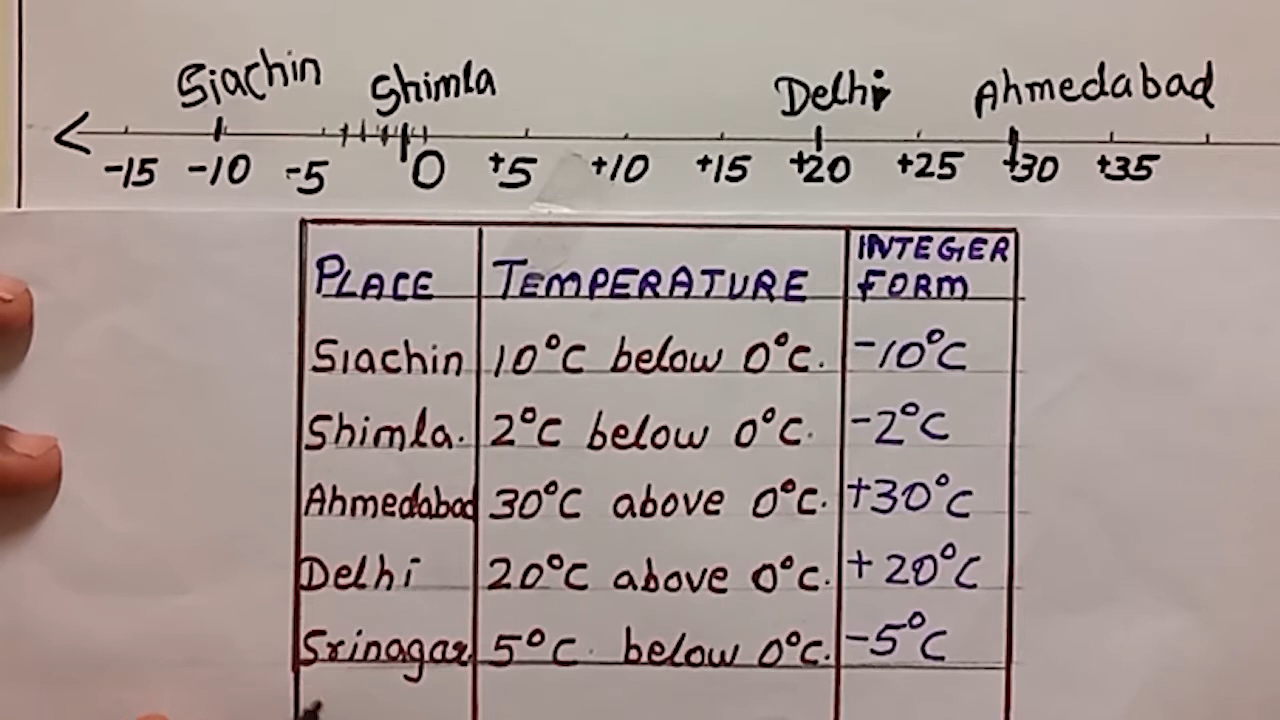 Siachin Shimla Delhi Ahmedabad
-15 -10 -5 0 +5 +10 +15 +20 +25 +30 +35
PLACE TEMPERATURE INTEGER FORM
Siachin 10°C below 0°C. -10°C
Shimla. 2°C below 0°C. -2°C
Ahmedabad 30°C above 0°C. +30°C
Delhi 20°C above 0°C. +20°C
Srinagar 5°C. below 0°C. -5°C